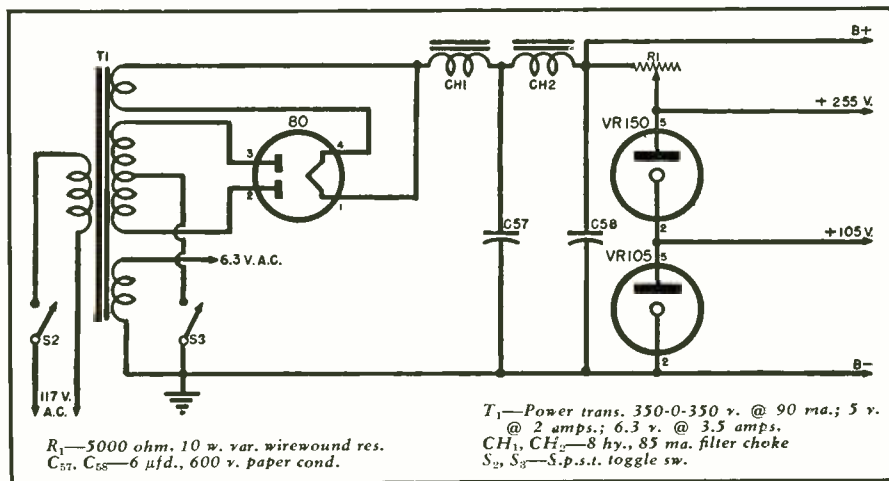 T1
CH1
CH2
B+
R1
+ 255 V.
80
VR150
5
3
4
2
1
C57
C58
2
+105 V.
VR105
5
6.3 V. A.C.
S2
S3
2
B-
117 V.
A.C.
R₁—5000 ohm, 10 w. var. wirewound res.
C₅₇, C₅₈—6 µfd., 600 v. paper cond.
T₁—Power trans. 350-0-350 v. @ 90 ma.; 5 v.
@ 2 amps.; 6.3 v. @ 3.5 amps.
CH₁, CH₂—8 hy., 85 ma. filter choke
S₂, S₃—S.p.s.t. toggle sw.